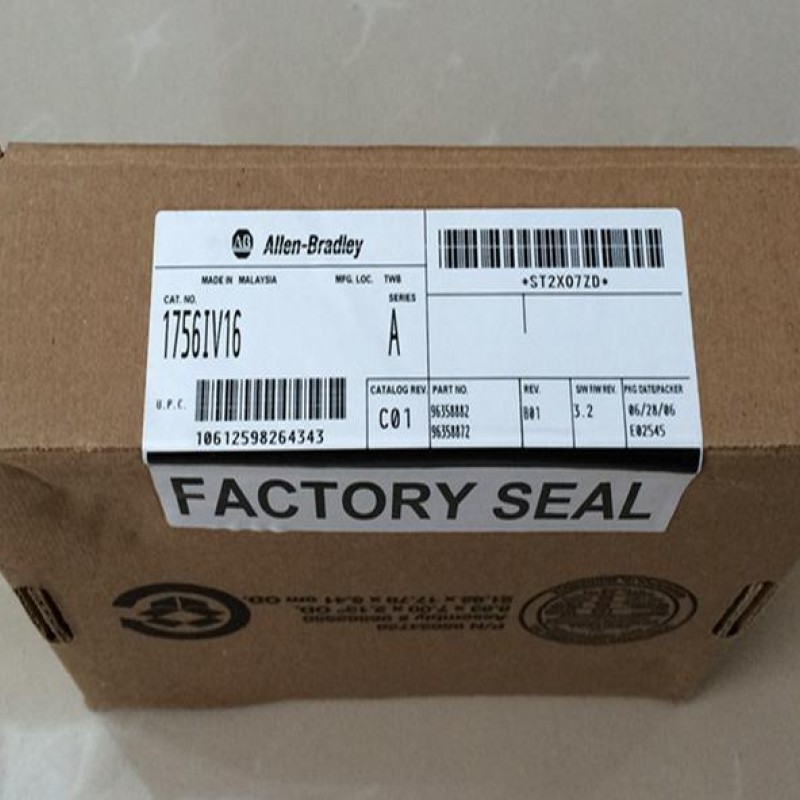 AB Allen-Bradley
*ST2X07ZD*
MADE IN MALAYSIA MFG. LOC. TWB
CAT. NO. SERIES
1756IV16 A
U.P.C.
10612598264343
CATALOG REV. PART NO. REV. S/W F/W REV. PKG DATE/PACKER
C01 96358882 B01 3.2 06/28/06
96358872 E02545
FACTORY SEAL